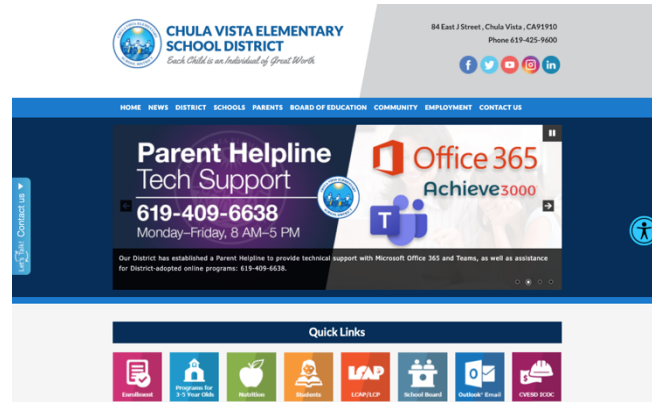 CHULA VISTA ELEMENTARY
SCHOOL DISTRICT
Each Child is an Individual of Great Worth
84 East J Street , Chula Vista , CA91910
Phone 619-425-9600
HOME NEWS DISTRICT SCHOOLS PARENTS BOARD OF EDUCATION COMMUNITY EMPLOYMENT CONTACT US
Parent Helpline
Tech Support
619-409-6638
Monday–Friday, 8 AM–5 PM
Office 365
Achieve3000
T
Our District has established a Parent Helpline to provide technical support with Microsoft Office 365 and Teams, as well as assistance
for District-adopted online programs: 619-409-6638.
Let's Talk! Contact us
Quick Links
Enrollment
Programs for
3-5 Year Olds
Nutrition
Students
LCAP
LCAP/LCP
School Board
Outlook® Email
CVESD ICOC